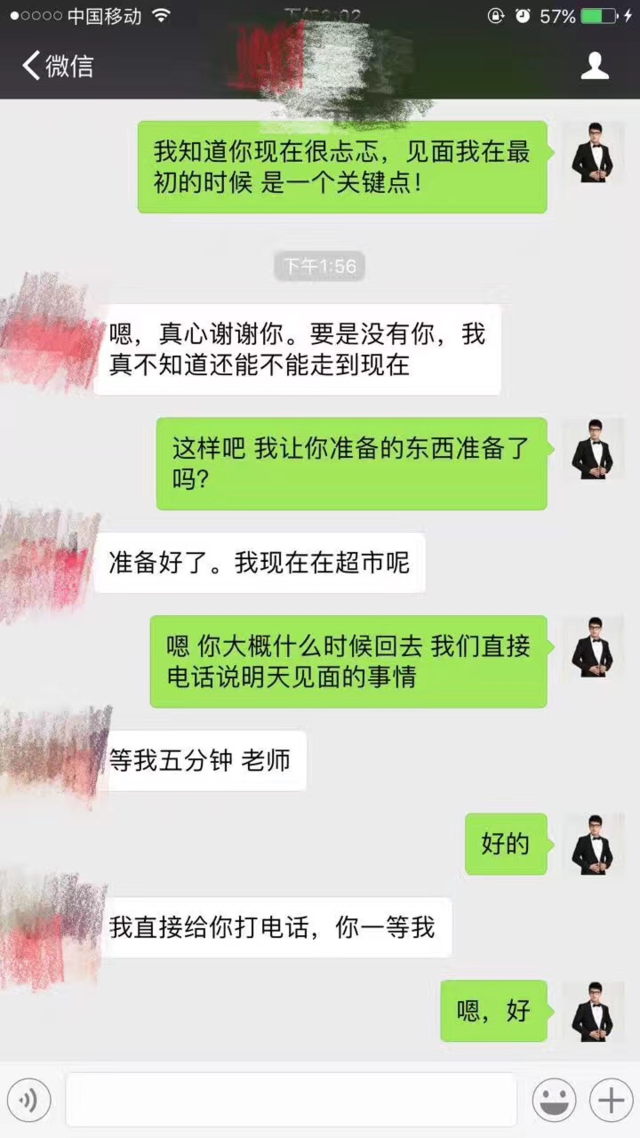 中国移动
57%
微信
我知道你现在很忐忑，见面我在最
初的时候 是一个关键点！
下午1:56
嗯，真心谢谢你。要是没有你，我
真不知道还能不能走到现在
这样吧 我让你准备的东西准备了
吗？
准备好了。我现在在超市呢
嗯 你大概什么时候回去 我们直接
电话说明天见面的事情
等我五分钟 老师
好的
我直接给你打电话，你一等我
嗯，好